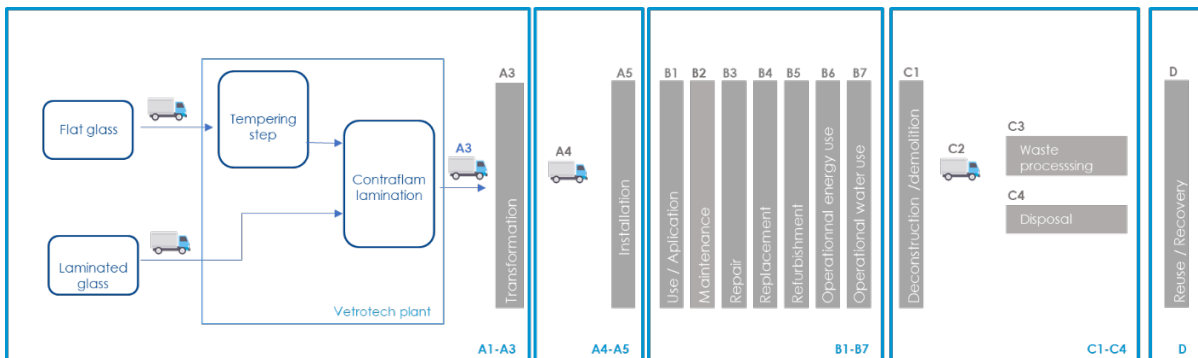 Flat glass
Tempering
step
Contraflam
lamination
Laminated
glass
Vetrotech plant
A3
A3
Transformation
A1-A3
A4
A5
Installation
A4-A5
B1
B2
B3
B4
B5
B6
B7
Use / Aplication
Maintenance
Repair
Replacement
Refurbishment
Operationnal energy use
Operational water use
B1-B7
C1
Deconstruction /demolition
C2
C3
Waste
processsing
C4
Disposal
C1-C4
D
Reuse / Recovery
D